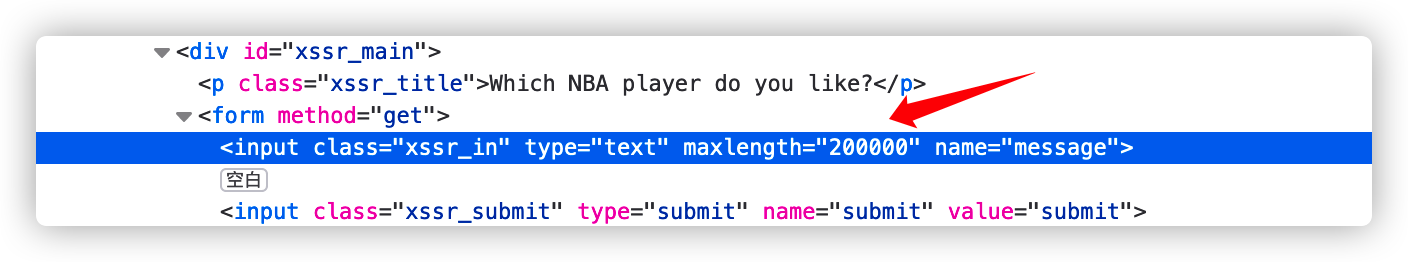 <div id="xssr_main">
<p class="xssr_title">Which NBA player do you like?</p>
<form method="get">
<input class="xssr_in" type="text" maxlength="200000" name="message">
空白
<input class="xssr_submit" type="submit" name="submit" value="submit">